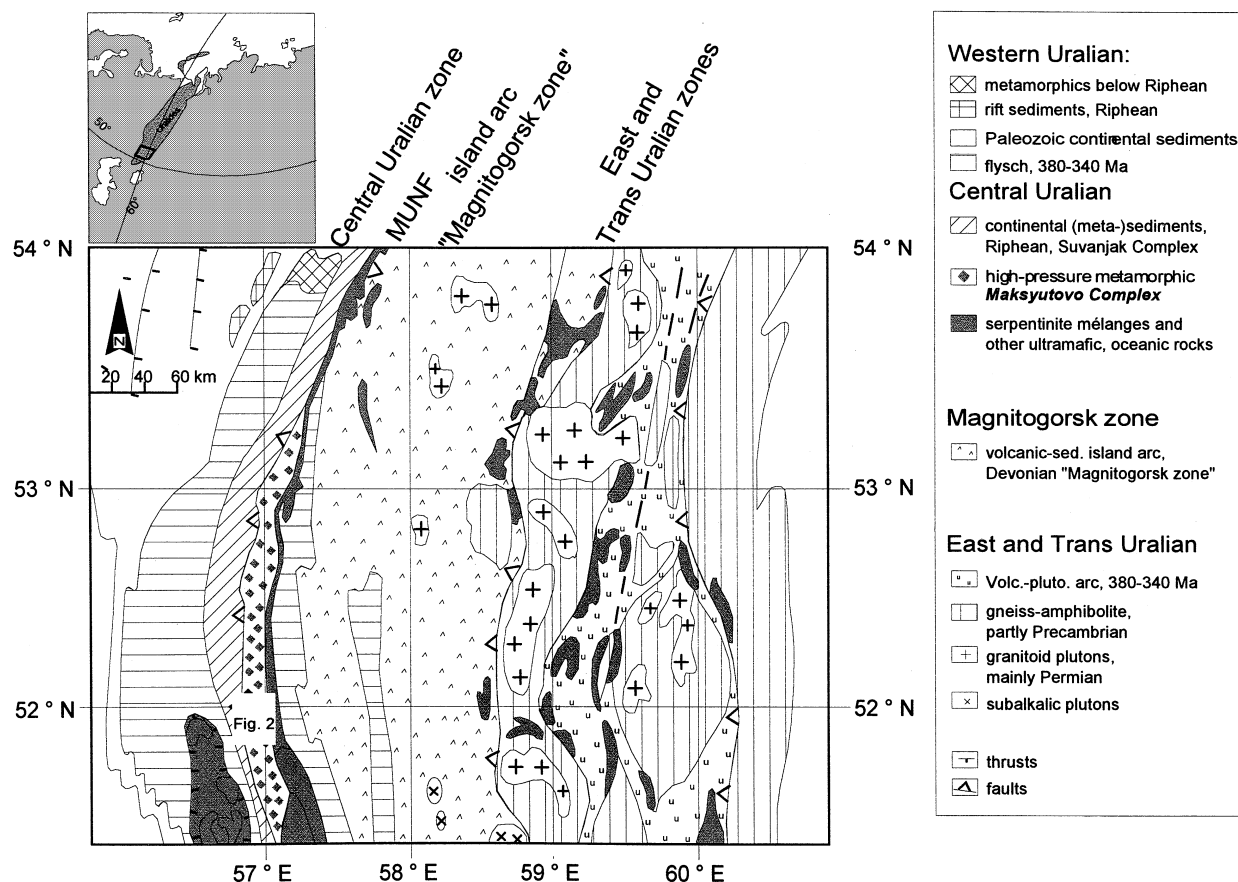 50°
Urals
60°
Central Uralian zone
MUNF
island arc
"Magnitogorsk zone"
East and
Trans Uralian zones
54° N
54° N
N
20 40 60 km
53° N
53° N
52° N
52° N
Fig. 2
57° E
58° E
59° E
60° E
Western Uralian:
metamorphics below Riphean
rift sediments, Riphean
Paleozoic continental sediments
flysch, 380-340 Ma
Central Uralian
continental (meta-)sediments,
Riphean, Suvanjak Complex
high-pressure metamorphic
Maksyutovo Complex
serpentinite mélanges and
other ultramafic, oceanic rocks
Magnitogorsk zone
volcanic-sed. island arc,
Devonian "Magnitogorsk zone"
East and Trans Uralian
Volc.-pluto. arc, 380-340 Ma
gneiss-amphibolite,
partly Precambrian
granitoid plutons,
mainly Permian
subalkalic plutons
thrusts
faults